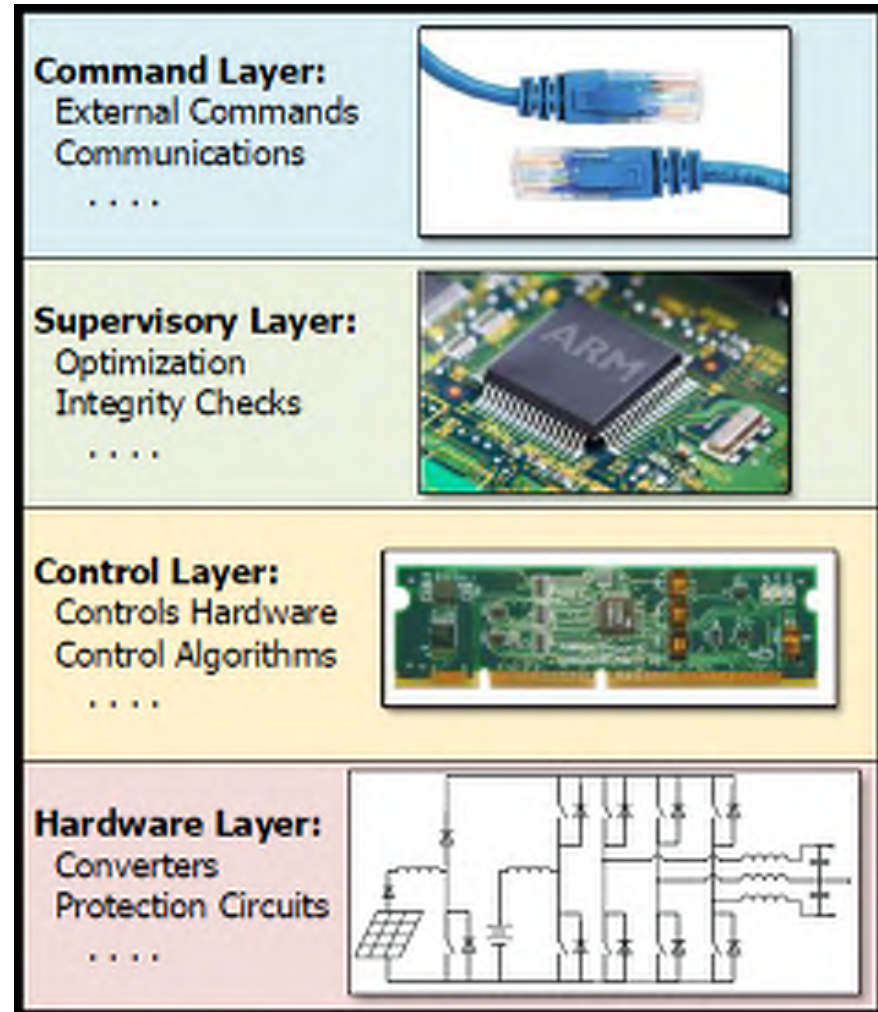 Command Layer:
External Commands
Communications
. . . .
Supervisory Layer:
Optimization
Integrity Checks
. . . .
ARM
Control Layer:
Controls Hardware
Control Algorithms
. . . .
Hardware Layer:
Converters
Protection Circuits
. . . .